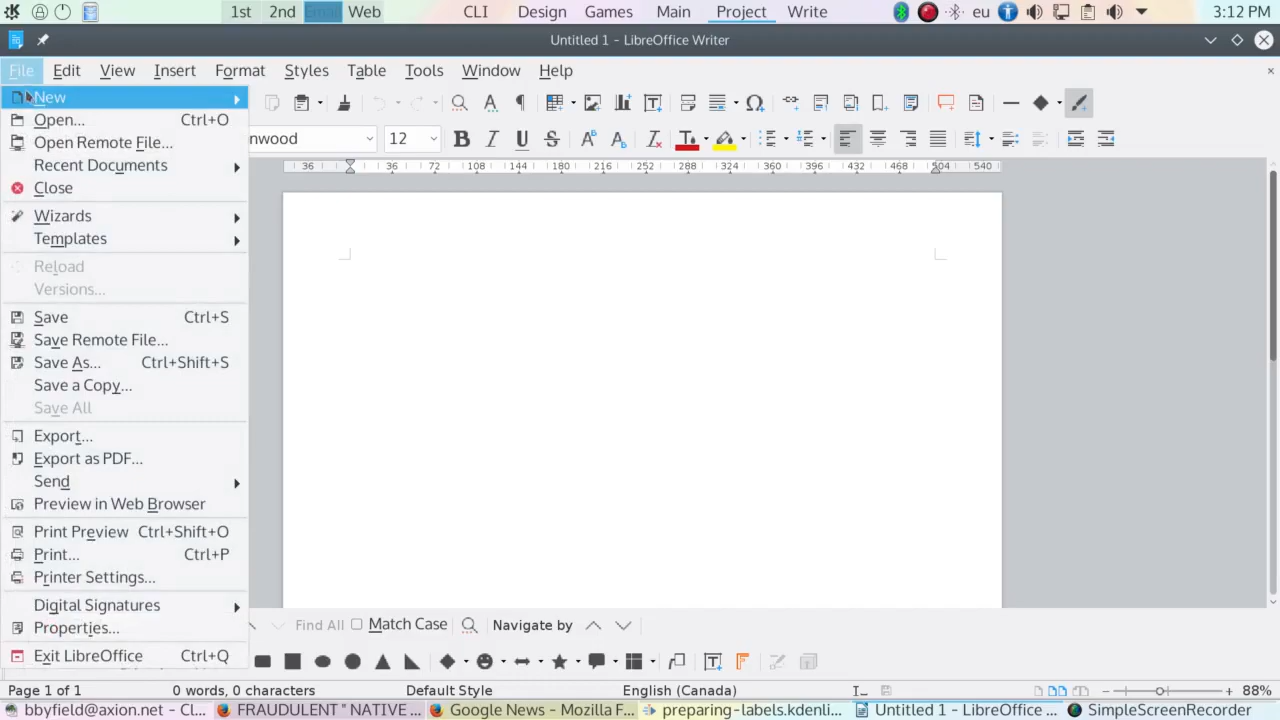 1st 2nd Email Web CLI Design Games Main Project Write eu 3:12 PM
Untitled 1 - LibreOffice Writer
File Edit View Insert Format Styles Table Tools Window Help
New
Open... Ctrl+O
Open Remote File...
Recent Documents
Close
Wizards
Templates
Reload
Versions...
Save Ctrl+S
Save Remote File...
Save As... Ctrl+Shift+S
Save a Copy...
Save All
Export...
Export as PDF...
Send
Preview in Web Browser
Print Preview Ctrl+Shift+O
Print... Ctrl+P
Printer Settings...
Digital Signatures
Properties...
Exit LibreOffice Ctrl+Q
nwood 12
36 36 72 108 144 180 216 252 288 324 360 396 432 468 504 540
Find All Match Case Navigate by
Page 1 of 1 0 words, 0 characters Default Style English (Canada) 88%
bbyfield@axion.net - Cl... FRAUDULENT " NATIVE ... Google News - Mozilla F... preparing-labels.kdenli... Untitled 1 - LibreOffice ... SimpleScreenRecorder